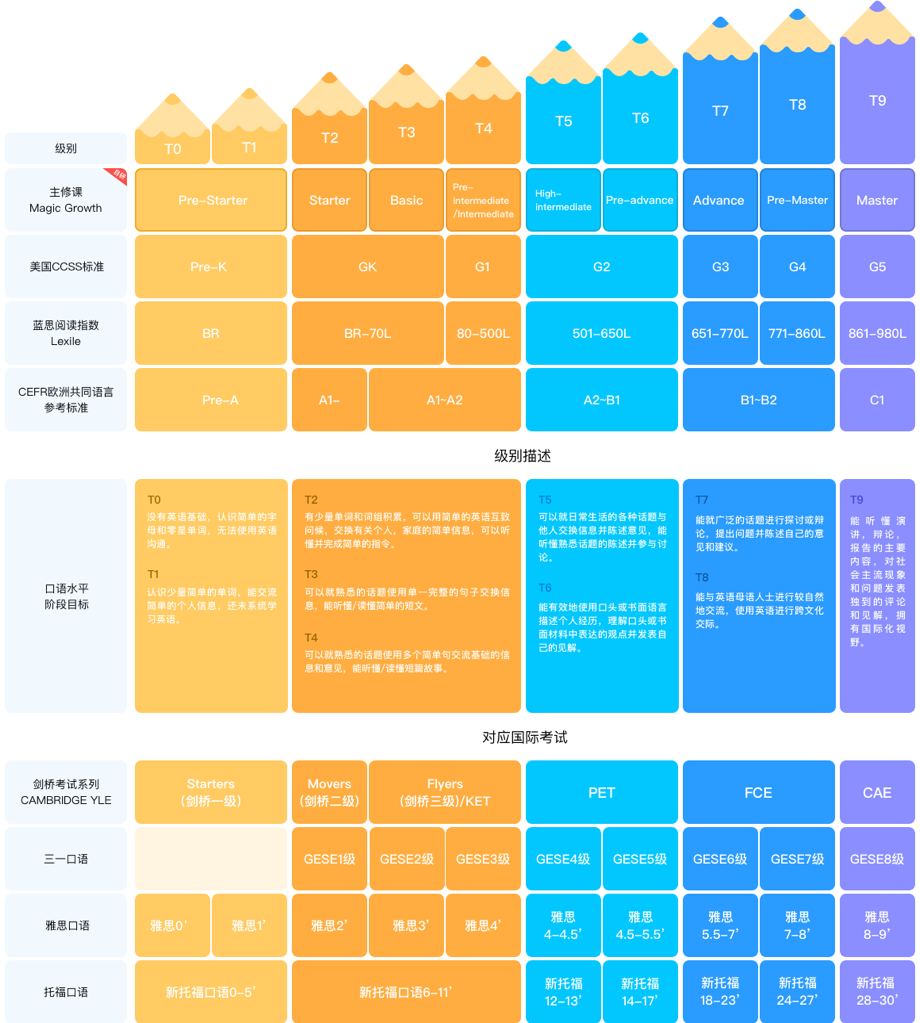 级别
T0
T1
T2
T3
T4
T5
T6
T7
T8
T9
自研
主修课
Magic Growth
Pre-Starter
Starter
Basic
Pre-
intermediate
/Intermediate
High-
intermediate
Pre-advance
Advance
Pre-Master
Master
美国CCSS标准
Pre-K
GK
G1
G2
G3
G4
G5
蓝思阅读指数
Lexile
BR
BR-70L
80-500L
501-650L
651-770L
771-860L
861-980L
CEFR欧洲共同语言
参考标准
Pre-A
A1-
A1~A2
A2~B1
B1~B2
C1
级别描述
口语水平
阶段目标
T0
没有英语基础，认识简单的字
母和零星单词，无法使用英语
沟通。
T1
认识少量简单的单词，能交流
简单的个人信息，还末系统学
习英语。
T2
有少量单词和词组积累，可以用简单的英语互致
问候，交换有关个人，家庭的简单信息，可以听
懂并完成简单的指令。
T3
可以就熟悉的话题使用单一完整的句子交换信
息，能听懂/读懂简单的短文。
T4
可以就熟悉的话题使用多个简单句交流基础的信
息和意见，能听懂/读懂短篇故事。
T5
可以就日常生活的各种话题与
他人交换信息并陈述意见，能
听懂熟悉话题的陈述并参与讨
论。
T6
能有效地使用口头或书面语言
描述个人经历，理解口头或书
面材料中表达的观点并发表自
己的见解。
T7
能就广泛的话题进行探讨或辩
论，提出问题并陈述自己的意
见和建议。
T8
能与英语母语人士进行较自然
地交流，使用英语进行跨文化
交际。
T9
能听懂演
讲，辩论，
报告的主要
内容，对社
会主流现象
和问题发表
独到的评论
和见解，拥
有国际化视
野。
对应国际考试
剑桥考试系列
CAMBRIDGE YLE
Starters
(剑桥一级)
Movers
(剑桥二级)
Flyers
(剑桥三级)/KET
PET
FCE
CAE
三一口语
GESE1级
GESE2级
GESE3级
GESE4级
GESE5级
GESE6级
GESE7级
GESE8级
雅思口语
雅思0’
雅思1’
雅思2’
雅思3’
雅思4’
雅思
4-4.5’
雅思
4.5-5.5’
雅思
5.5-7’
雅思
7-8’
雅思
8-9’
托福口语
新托福口语0-5’
新托福口语6-11’
新托福
12-13’
新托福
14-17’
新托福
18-23’
新托福
24-27’
新托福
28-30’